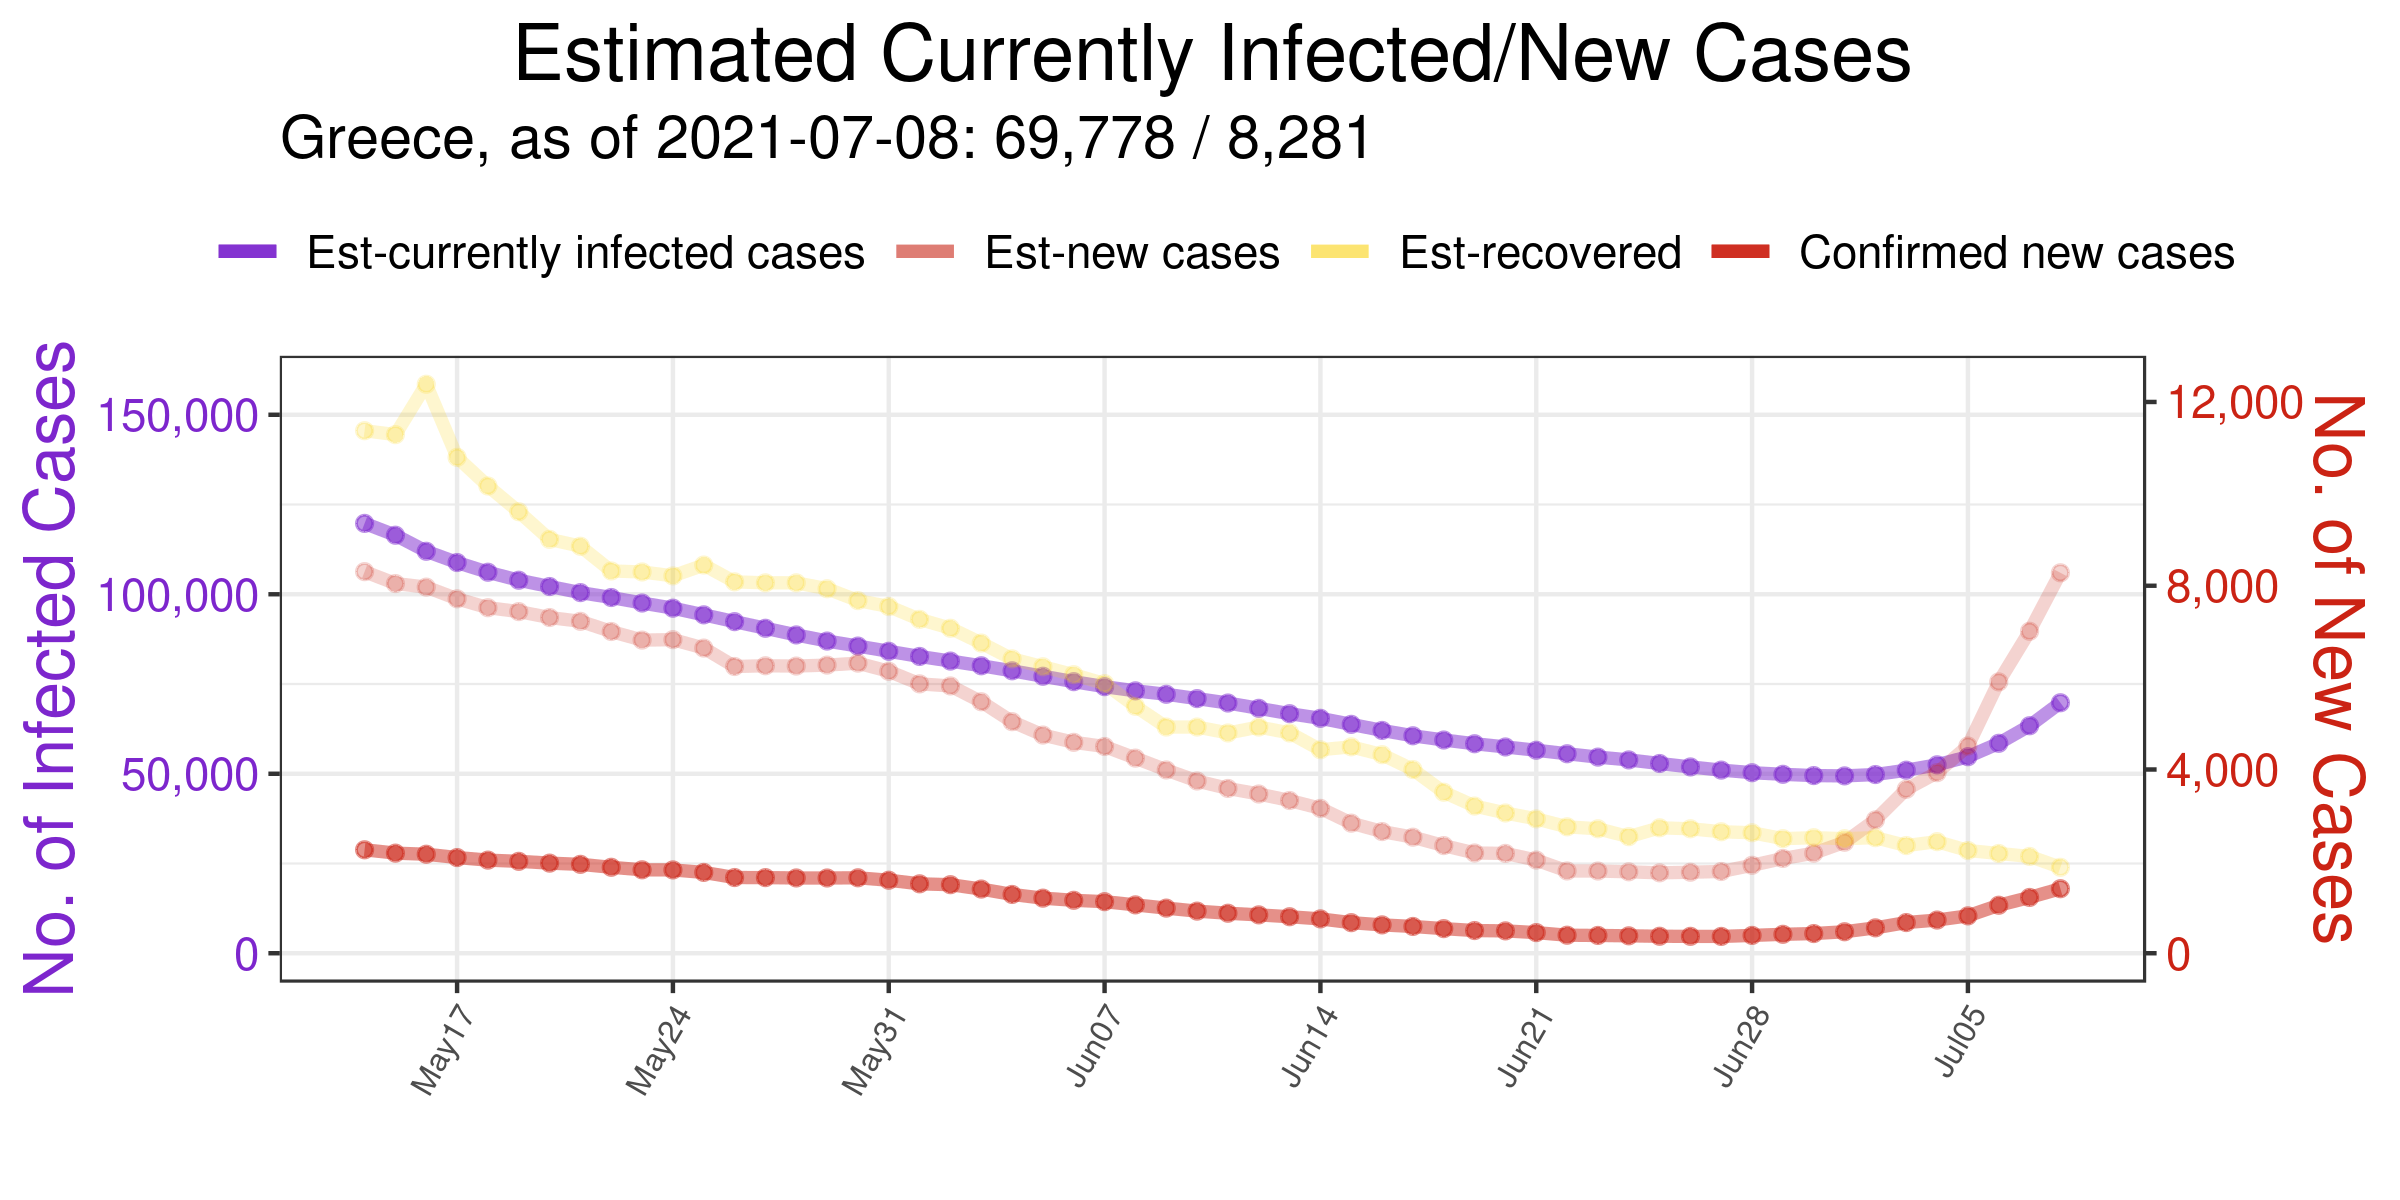 Estimated Currently Infected/New Cases
Greece, as of 2021-07-08: 69,778 / 8,281
Est-currently infected cases Est-new cases Est-recovered Confirmed new cases
No. of Infected Cases
150,000
100,000
50,000
0
12,000
8,000
4,000
0
No. of New Cases
May17 May24 May31 Jun07 Jun14 Jun21 Jun28 Jul05